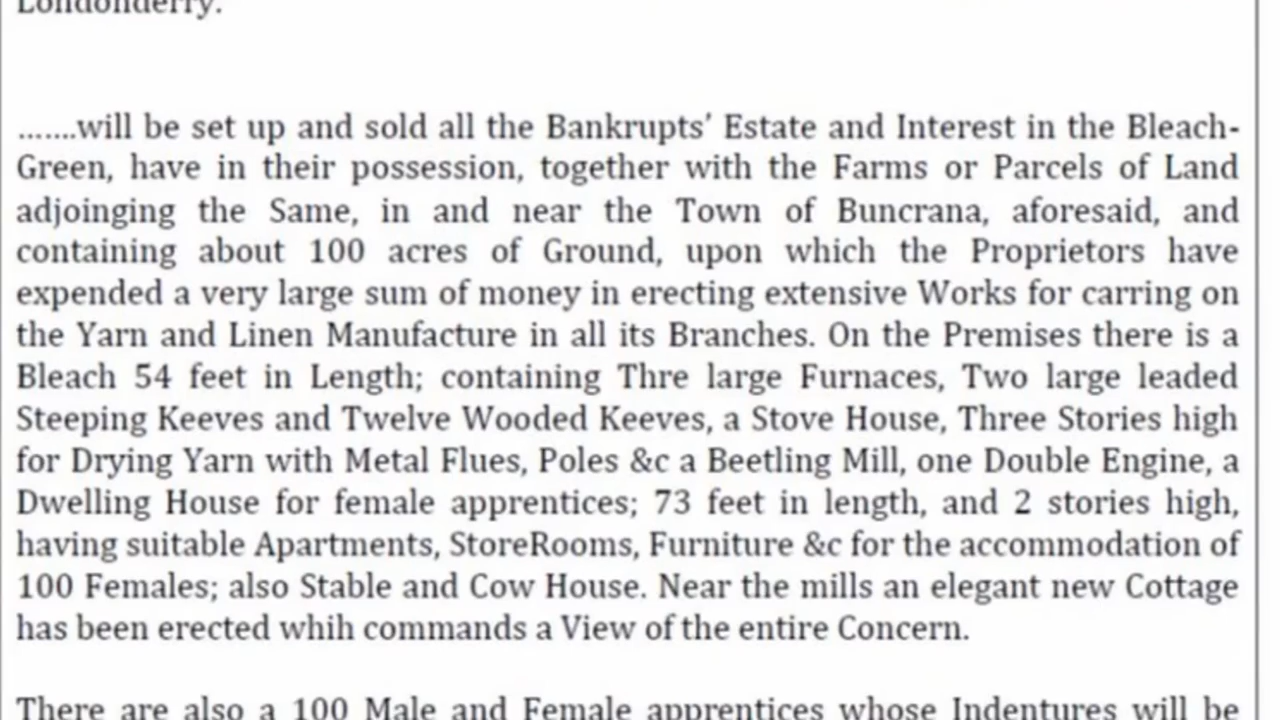 Londonderry.
.......will be set up and sold all the Bankrupts' Estate and Interest in the Bleach-
Green, have in their possession, together with the Farms or Parcels of Land
adjoinging the Same, in and near the Town of Buncrana, aforesaid, and
containing about 100 acres of Ground, upon which the Proprietors have
expended a very large sum of money in erecting extensive Works for carring on
the Yarn and Linen Manufacture in all its Branches. On the Premises there is a
Bleach 54 feet in Length; containing Thre large Furnaces, Two large leaded
Steeping Keeves and Twelve Wooded Keeves, a Stove House, Three Stories high
for Drying Yarn with Metal Flues, Poles &c a Beetling Mill, one Double Engine, a
Dwelling House for female apprentices; 73 feet in length, and 2 stories high,
having suitable Apartments, StoreRooms, Furniture &c for the accommodation of
100 Females; also Stable and Cow House. Near the mills an elegant new Cottage
has been erected whih commands a View of the entire Concern.
There are also a 100 Male and Female apprentices whose Indentures will be